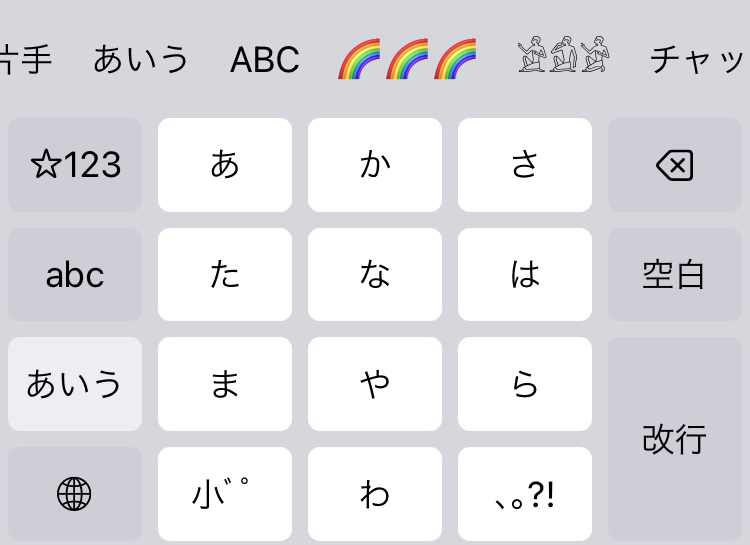 片手 あいう ABC 🌈🌈🌈 チャッ
☆123 あ か さ
abc た な は 空白
あいう ま や ら 改行
小゛゜ わ 、。?!